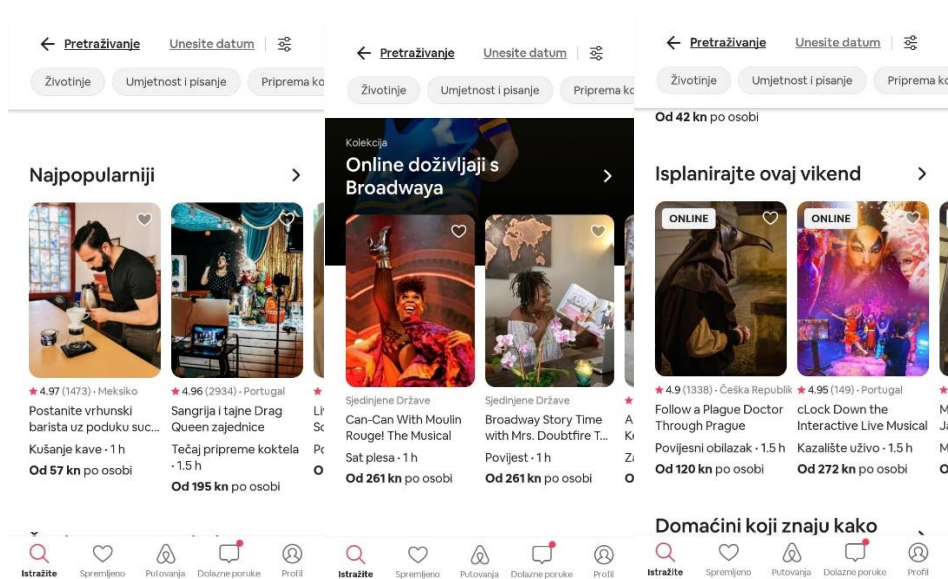 Pretraživanje
Unesite datum
Životinje
Umjetnost i pisanje
Priprema ko
Najpopularniji
4.97 (1473) · Meksiko
Postanite vrhunski
barista uz poduku suc...
Kušanje kave · 1 h
Od 57 kn po osobi
4.96 (2934) · Portugal
Sangrija i tajne Drag
Queen zajednice
Tečaj pripreme koktela
· 1.5 h
Od 195 kn po osobi
Istražite
Spremljeno
Putovanja
Dolazne poruke
Profil
Pretraživanje
Unesite datum
Životinje
Umjetnost i pisanje
Priprema ko
Kolekcija
Online doživljaji s
Broadwaya
Sjedinjene Države
Can-Can With Moulin
Rouge! The Musical
Sat plesa · 1 h
Od 261 kn po osobi
Sjedinjene Države
Broadway Story Time
with Mrs. Doubtfire T...
Povijest · 1 h
Od 261 kn po osobi
Istražite
Spremljeno
Putovanja
Dolazne poruke
Profil
Pretraživanje
Unesite datum
Životinje
Umjetnost i pisanje
Priprema ko
Od 42 kn po osobi
Isplanirajte ovaj vikend
ONLINE
4.9 (1338) · Češka Republik
Follow a Plague Doctor
Through Prague
Povijesni obilazak · 1.5 h
Od 120 kn po osobi
ONLINE
4.95 (149) · Portugal
cLock Down the
Interactive Live Musical
Kazalište uživo · 1.5 h
Od 272 kn po osobi
Domaćini koji znaju kako
Istražite
Spremljeno
Putovanja
Dolazne poruke
Profil